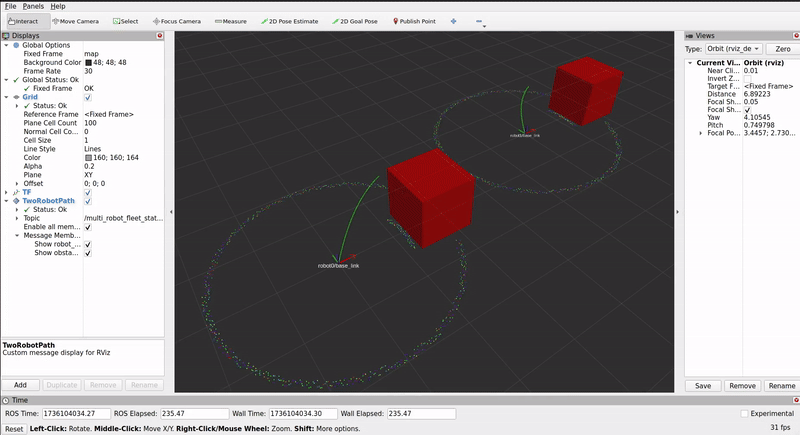 File Panels Help
Interact Move Camera Select Focus Camera Measure 2D Pose Estimate 2D Goal Pose Publish Point
Displays
Global Options
Fixed Frame map
Background Color 48; 48; 48
Frame Rate 30
Global Status: Ok
Fixed Frame OK
Grid
Status: Ok
Reference Frame <Fixed Frame>
Plane Cell Count 100
Normal Cell Co... 0
Cell Size 1
Line Style Lines
Color 160; 160; 164
Alpha 0.2
Plane XY
Offset 0; 0; 0
TF
TwoRobotPath
Status: Ok
Topic /multi_robot_fleet_stat...
Enable all mem...
Message Memb...
Show robot_...
Show obsta...
TwoRobotPath
Custom message display for RViz
Add Duplicate Remove Rename
robot0/base_link
Views
Type: Orbit (rviz_de Zero
Current Vi... Orbit (rviz)
Near Cli... 0.01
Invert Z...
Target F... <Fixed Frame>
Distance 6.89223
Focal Sh... 0.05
Focal Sh...
Yaw 4.10545
Pitch 0.749798
Focal Po... 3.4457; 2.730...
Save Remove Rename
Time
ROS Time: 1736104034.27 ROS Elapsed: 235.47 Wall Time: 1736104034.30 Wall Elapsed: 235.47 Experimental
Reset Left-Click: Rotate. Middle-Click: Move X/Y. Right-Click/Mouse Wheel: Zoom. Shift: More options. 31 fps